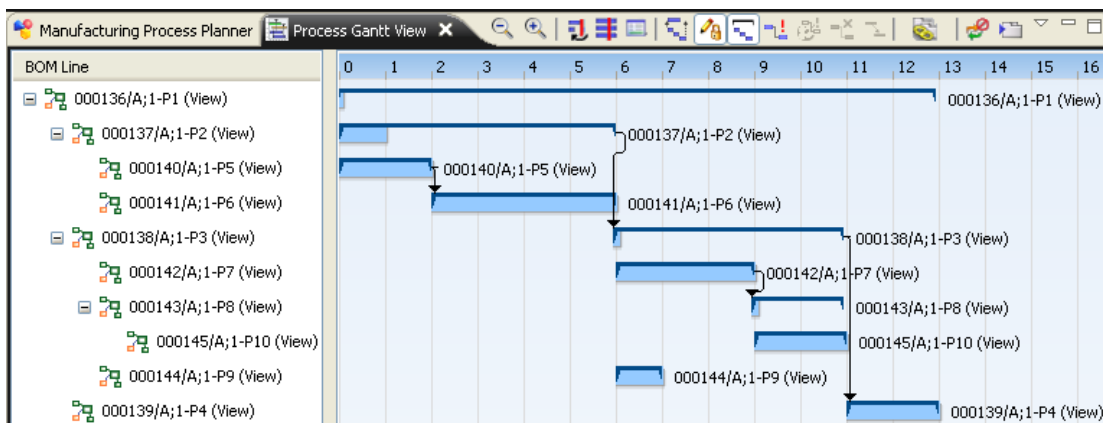 Manufacturing Process Planner Process Gantt View
BOM Line 0 1 2 3 4 5 6 7 8 9 10 11 12 13 14 15 16
000136/A;1-P1 (View) 000136/A;1-P1 (View)
000137/A;1-P2 (View) 000137/A;1-P2 (View)
000140/A;1-P5 (View) 000140/A;1-P5 (View)
000141/A;1-P6 (View) 000141/A;1-P6 (View)
000138/A;1-P3 (View) 000138/A;1-P3 (View)
000142/A;1-P7 (View) 000142/A;1-P7 (View)
000143/A;1-P8 (View) 000143/A;1-P8 (View)
000145/A;1-P10 (View) 000145/A;1-P10 (View)
000144/A;1-P9 (View) 000144/A;1-P9 (View)
000139/A;1-P4 (View) 000139/A;1-P4 (View)